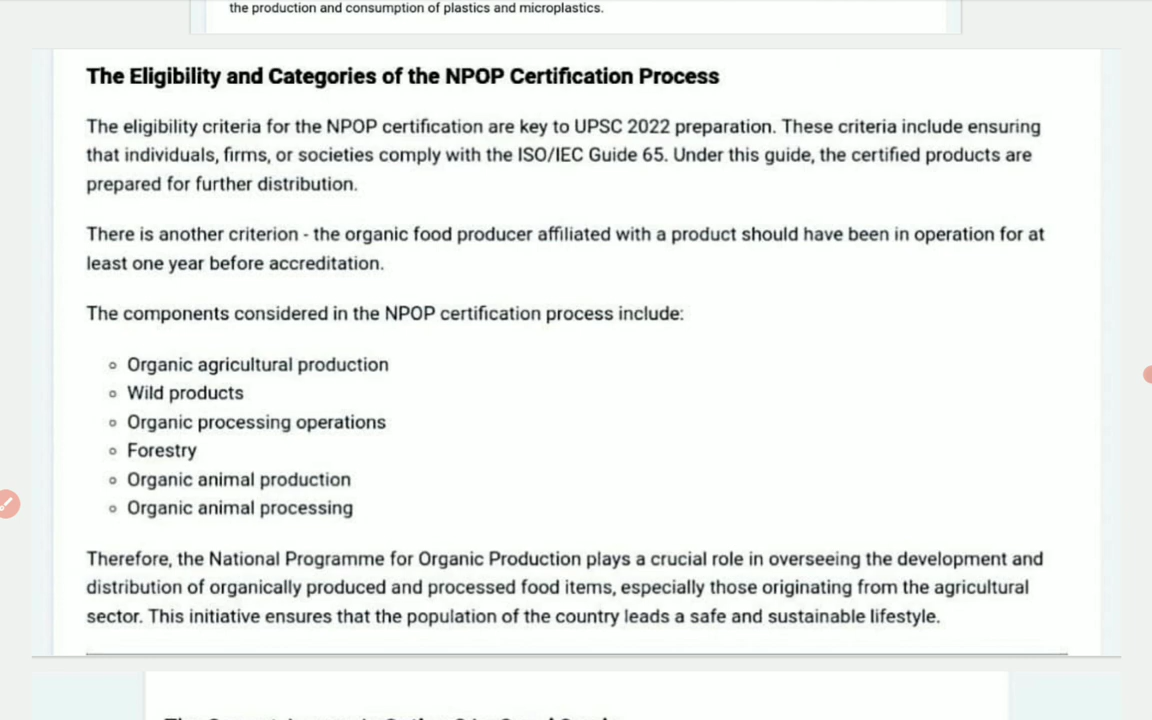 the production and consumption of plastics and microplastics.
The Eligibility and Categories of the NPOP Certification Process
The eligibility criteria for the NPOP certification are key to UPSC 2022 preparation. These criteria include ensuring
that individuals, firms, or societies comply with the ISO/IEC Guide 65. Under this guide, the certified products are
prepared for further distribution.
There is another criterion - the organic food producer affiliated with a product should have been in operation for at
least one year before accreditation.
The components considered in the NPOP certification process include:
Organic agricultural production
Wild products
Organic processing operations
Forestry
Organic animal production
Organic animal processing
Therefore, the National Programme for Organic Production plays a crucial role in overseeing the development and
distribution of organically produced and processed food items, especially those originating from the agricultural
sector. This initiative ensures that the population of the country leads a safe and sustainable lifestyle.